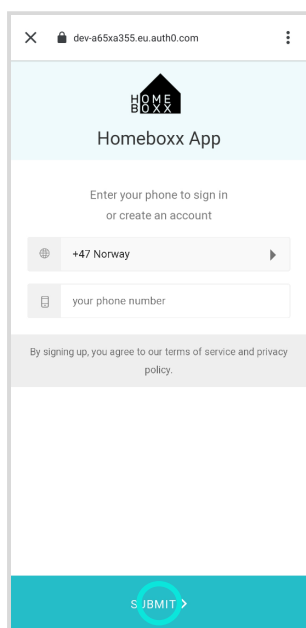 dev-a65xa355.eu.auth0.com
HOME
BOXX
Homeboxx App
Enter your phone to sign in
or create an account
+47 Norway
your phone number
By signing up, you agree to our terms of service and privacy
policy.
SUBMIT